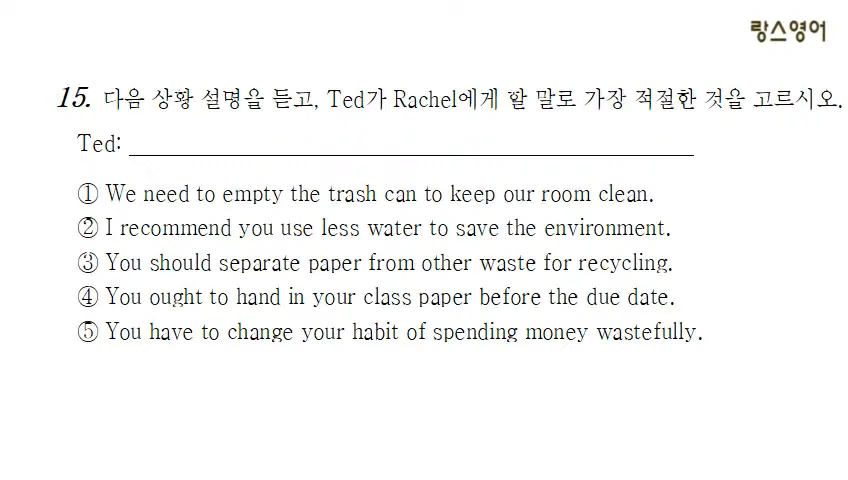 랑스영어
15. 다음 상황 설명을 듣고, Ted가 Rachel에게 할 말로 가장 적절한 것을 고르시오.
Ted:
① We need to empty the trash can to keep our room clean.
② I recommend you use less water to save the environment.
③ You should separate paper from other waste for recycling.
④ You ought to hand in your class paper before the due date.
⑤ You have to change your habit of spending money wastefully.